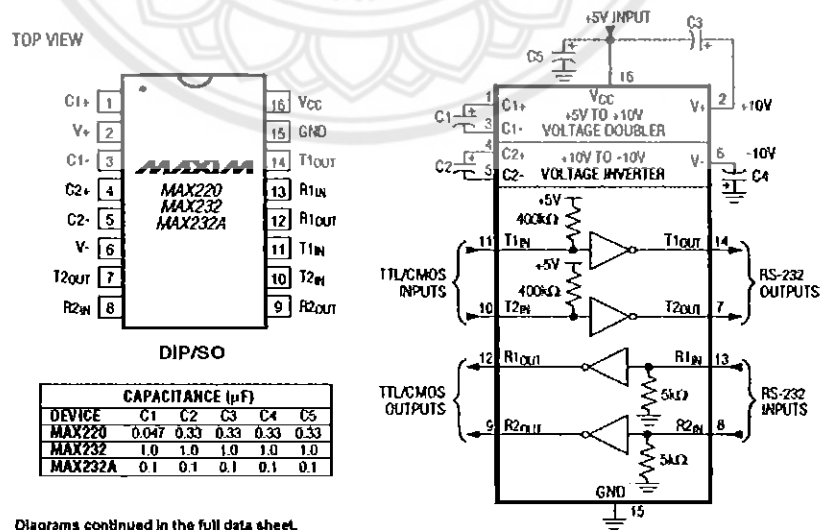 TOP VIEW
C1+ 1
V+ 2
C1- 3
C2+ 4
C2- 5
V- 6
T2OUT 7
R2IN 8
16 VCC
15 GND
14 T1OUT
13 R1IN
12 R1OUT
11 T1IN
10 T2IN
9 R2OUT
MAXIM
MAX220
MAX232
MAX232A
DIP/SO
CAPACITANCE (µF)
DEVICE C1 C2 C3 C4 C5
MAX220 0.047 0.33 0.33 0.33 0.33
MAX232 1.0 1.0 1.0 1.0 1.0
MAX232A 0.1 0.1 0.1 0.1 0.1
Diagrams continued in the full data sheet.
+5V INPUT
C3
C5
16
VCC
1 C1+
+5V TO +10V
V+ 2 +10V
C1
3 C1-
VOLTAGE DOUBLER
4 C2+
+10V TO -10V
V- 6 -10V
C2
5 C2-
VOLTAGE INVERTER
C4
+5V
400kΩ
11 T1IN
T1OUT 14
TTL/CMOS
INPUTS
+5V
400kΩ
RS-232
OUTPUTS
10 T2IN
T2OUT 7
12 R1OUT
R1IN 13
TTL/CMOS
OUTPUTS
5kΩ
RS-232
INPUTS
9 R2OUT
R2IN 8
5kΩ
GND
15